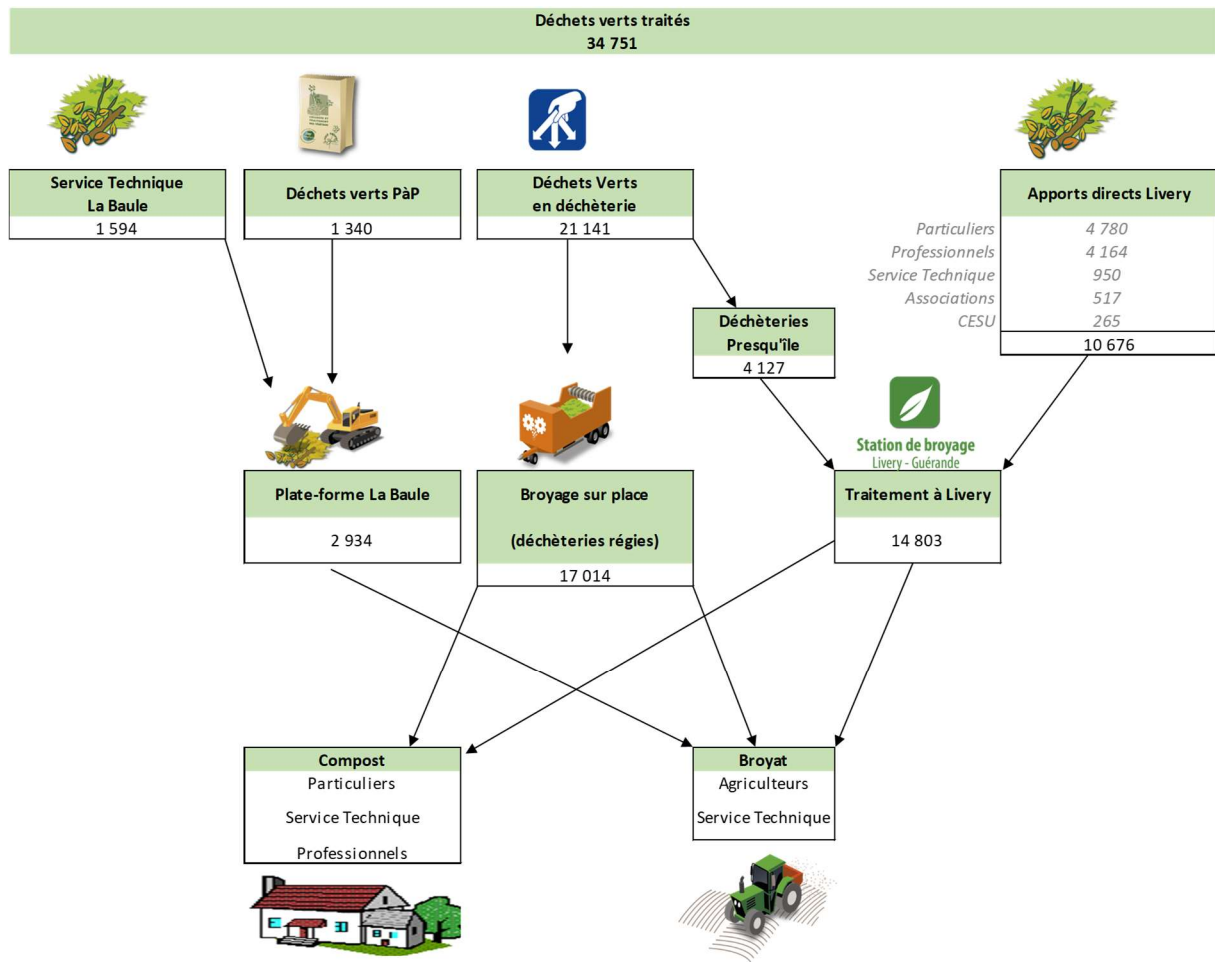 Déchets verts traités
34 751
Service Technique
La Baule
1 594
Déchets verts PàP
1 340
Déchets Verts
en déchèterie
21 141
Apports directs Livery
Particuliers 4 780
Professionnels 4 164
Service Technique 950
Associations 517
CESU 265
10 676
Déchèteries
Presqu'île
4 127
Station de broyage
Livery - Guérande
Plate-forme La Baule
2 934
Broyage sur place
(déchèteries régies)
17 014
Traitement à Livery
14 803
Compost
Particuliers
Service Technique
Professionnels
Broyat
Agriculteurs
Service Technique